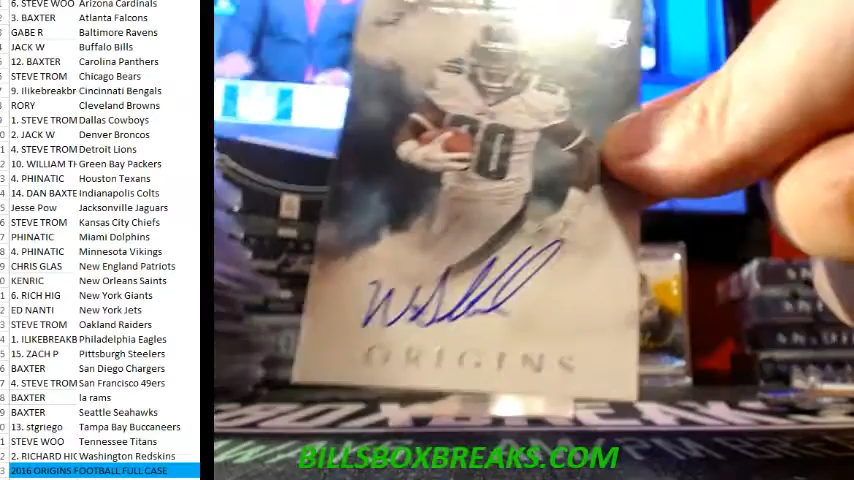 6. STEVE WOO Arizona Cardinals
3. BAXTER Atlanta Falcons
GABE R Baltimore Ravens
JACK W Buffalo Bills
12. BAXTER Carolina Panthers
STEVE TROM Chicago Bears
9. Ilikebreakbr Cincinnati Bengals
RORY Cleveland Browns
1. STEVE TROM Dallas Cowboys
2. JACK W Denver Broncos
4. STEVE TROM Detroit Lions
10. WILLIAM TH Green Bay Packers
4. PHINATIC Houston Texans
14. DAN BAXTE Indianapolis Colts
Jesse Pow Jacksonville Jaguars
STEVE TROM Kansas City Chiefs
PHINATIC Miami Dolphins
4. PHINATIC Minnesota Vikings
CHRIS GLAS New England Patriots
KENRIC New Orleans Saints
6. RICH HIG New York Giants
ED NANTI New York Jets
STEVE TROM Oakland Raiders
1. ILIKEBREAKB Philadelphia Eagles
15. ZACH P Pittsburgh Steelers
BAXTER San Diego Chargers
4. STEVE TROM San Francisco 49ers
BAXTER la rams
BAXTER Seattle Seahawks
13. stgriego Tampa Bay Buccaneers
STEVE WOO Tennessee Titans
2. RICHARD HIG Washington Redskins
2016 ORIGINS FOOTBALL FULL CASE
30
ORIGINS
BILLSBOXBREAKS.COM